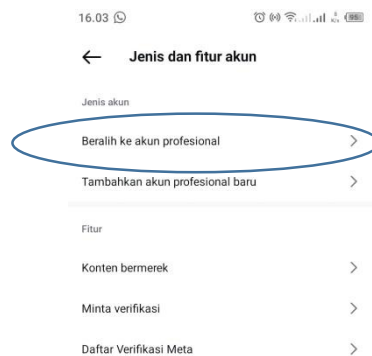 16.03
Jenis dan fitur akun
Jenis akun
Beralih ke akun profesional
Tambahkan akun profesional baru
Fitur
Konten bermerek
Minta verifikasi
Daftar Verifikasi Meta